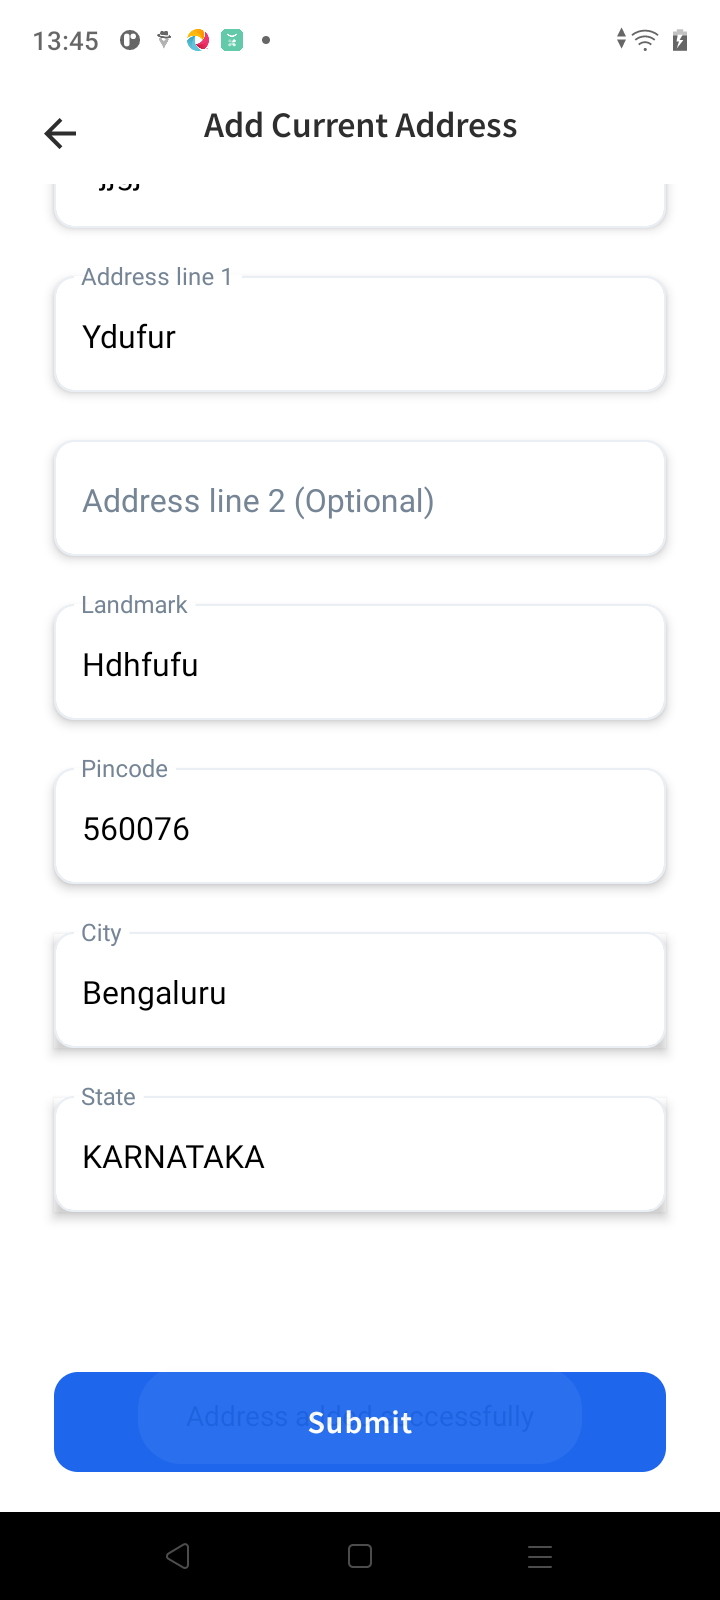 13:45
Add Current Address
Address line 1
Ydufur
Address line 2 (Optional)
Landmark
Hdhfufu
Pincode
560076
City
Bengaluru
State
KARNATAKA
Address added successfully
Submit